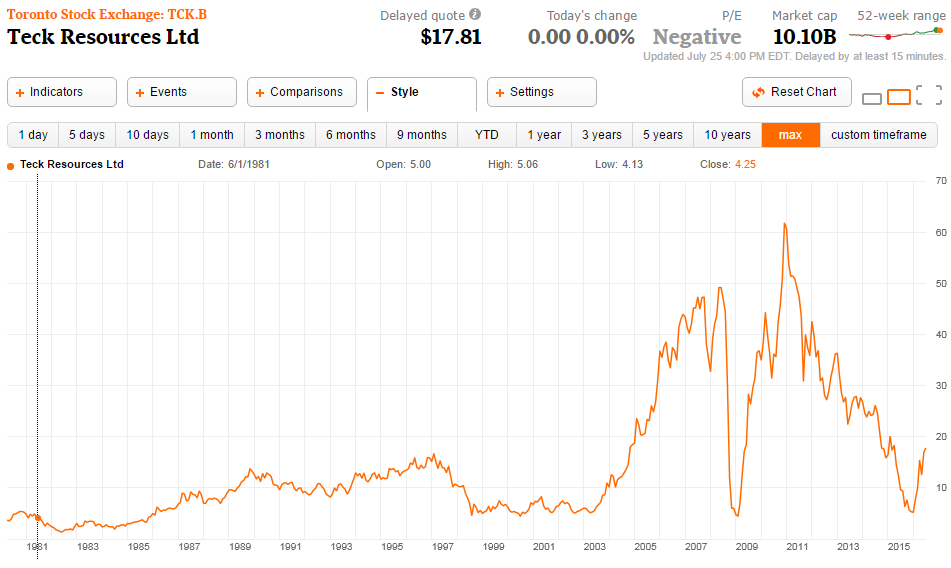 Toronto Stock Exchange: TCK.B
Teck Resources Ltd
Delayed quote i
$17.81
Today's change
0.00 0.00%
P/E
Negative
Market cap
10.10B
52-week range
Updated July 25 4:00 PM EDT. Delayed by at least 15 minutes.
+ Indicators
+ Events
+ Comparisons
− Style
+ Settings
Reset Chart
1 day 5 days 10 days 1 month 3 months 6 months 9 months YTD 1 year 3 years 5 years 10 years max custom timeframe
Teck Resources Ltd Date: 6/1/1981 Open: 5.00 High: 5.06 Low: 4.13 Close: 4.25
70
60
50
40
30
20
10
1981 1983 1985 1987 1989 1991 1993 1995 1997 1999 2001 2003 2005 2007 2009 2011 2013 2015